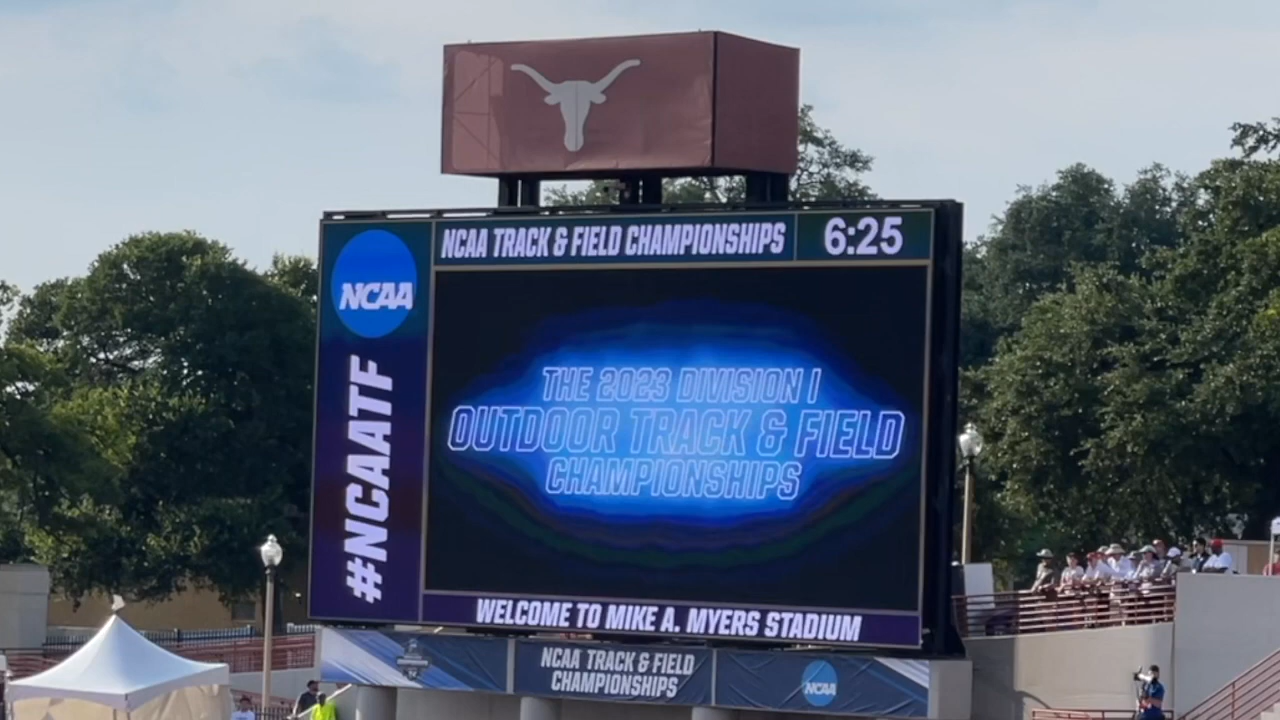 NCAA TRACK & FIELD CHAMPIONSHIPS
6:25
NCAA
#NCAATF
THE 2023 DIVISION I
OUTDOOR TRACK & FIELD
CHAMPIONSHIPS
WELCOME TO MIKE A. MYERS STADIUM
NCAA TRACK & FIELD
CHAMPIONSHIPS
NCAA